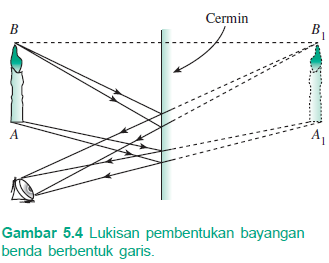 Cermin
B
B1
A
A1
Gambar 5.4 Lukisan pembentukan bayangan
benda berbentuk garis.